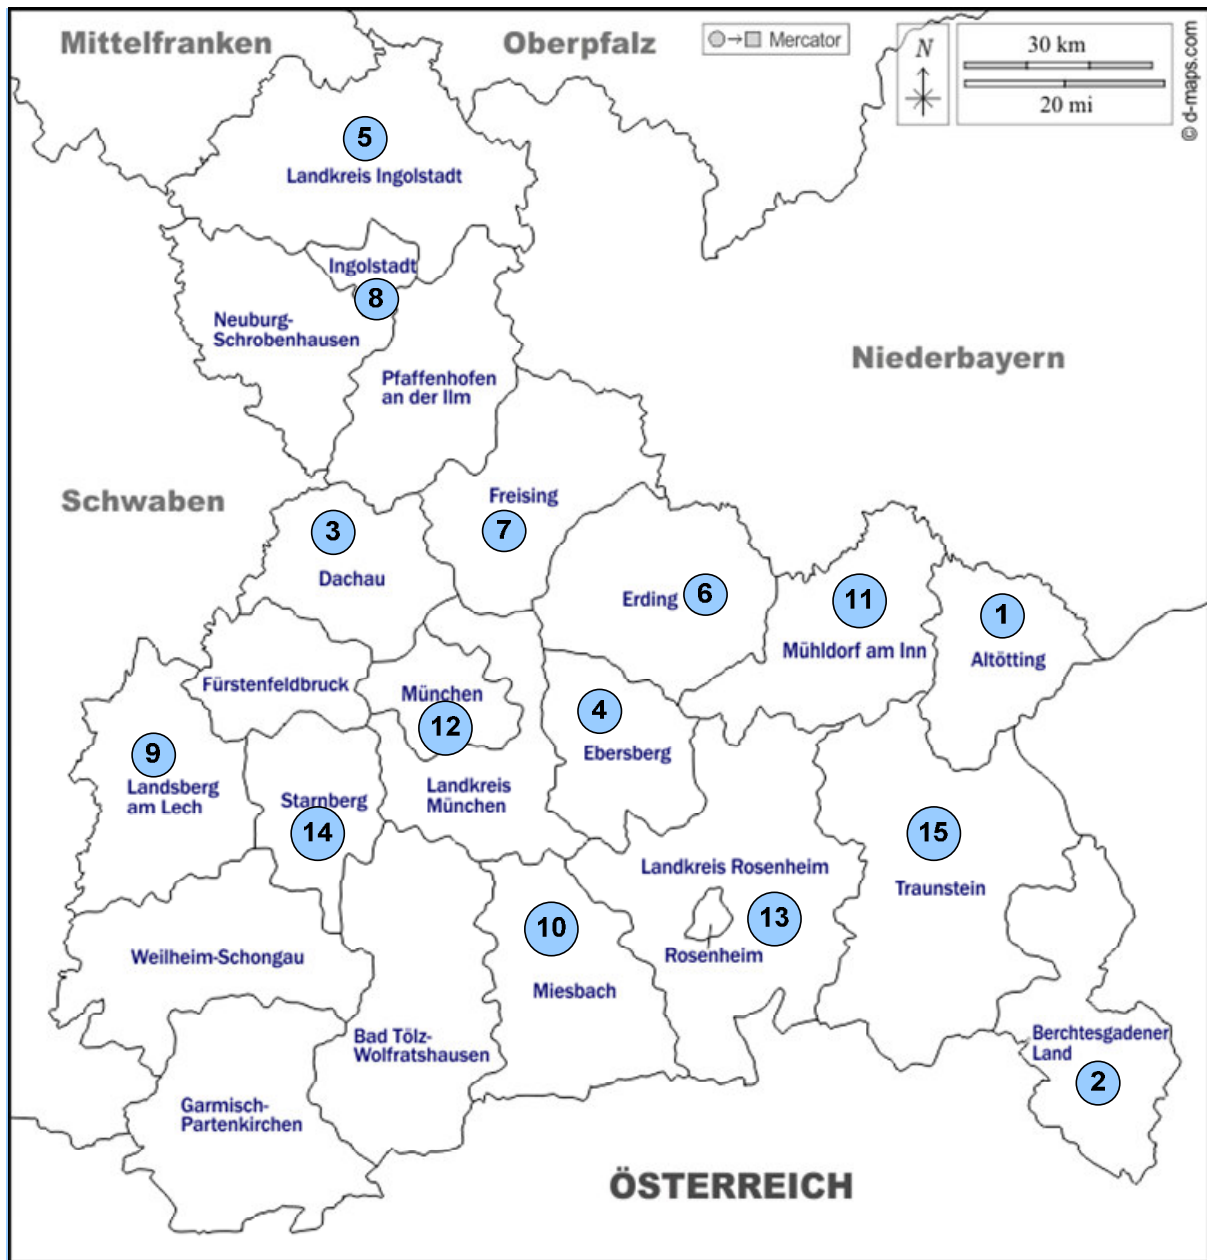 Mittelfranken
Oberpfalz
Mercator
N
30 km
20 mi
© d-maps.com
5
Landkreis Ingolstadt
Ingolstadt
8
Neuburg-
Schrobenhausen
Pfaffenhofen
an der Ilm
Niederbayern
Schwaben
Freising
7
3
Dachau
Erding
6
11
Mühldorf am Inn
1
Altötting
Fürstenfeldbruck
München
12
4
Ebersberg
9
Landsberg
am Lech
Starnberg
14
Landkreis
München
15
Traunstein
Landkreis Rosenheim
13
Rosenheim
10
Miesbach
Weilheim-Schongau
Bad Tölz-
Wolfratshausen
Berchtesgadener
Land
2
Garmisch-
Partenkirchen
ÖSTERREICH